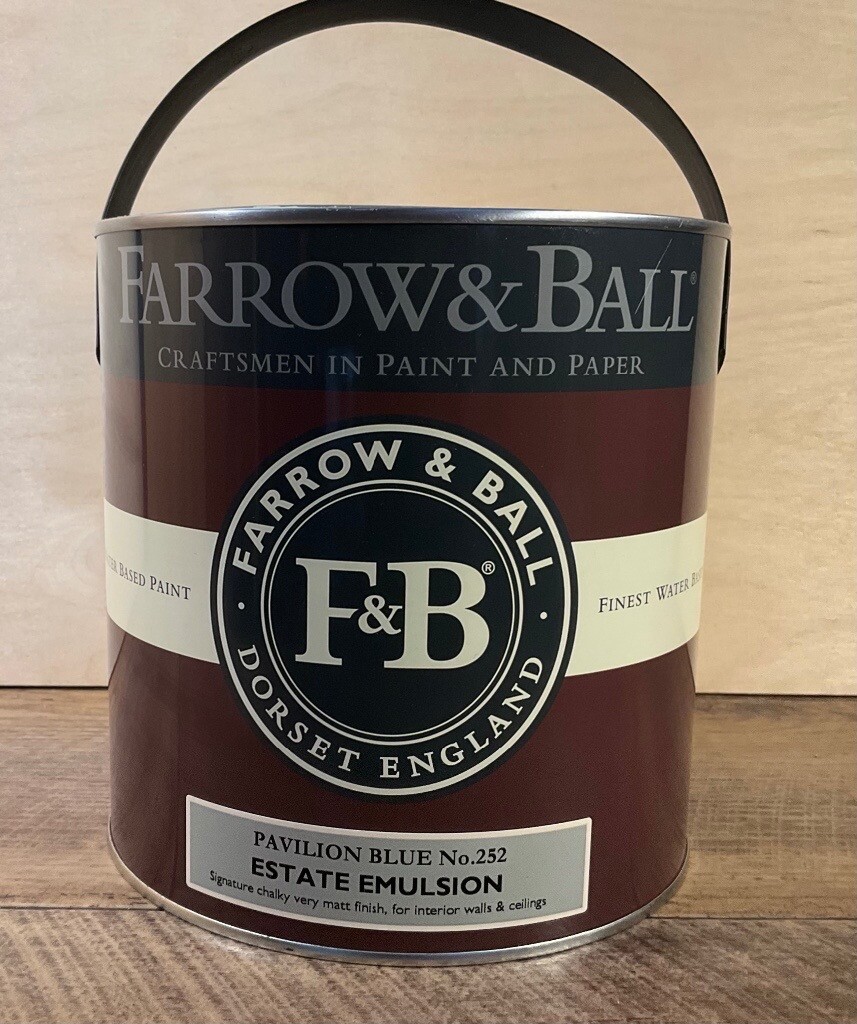 FARROW&BALL®
CRAFTSMEN IN PAINT AND PAPER
FARROW & BALL
F&B®
BASED PAINT
FINEST WATER
· DORSET ENGLAND ·
PAVILION BLUE No.252
ESTATE EMULSION
Signature chalky very matt finish, for interior walls & ceilings